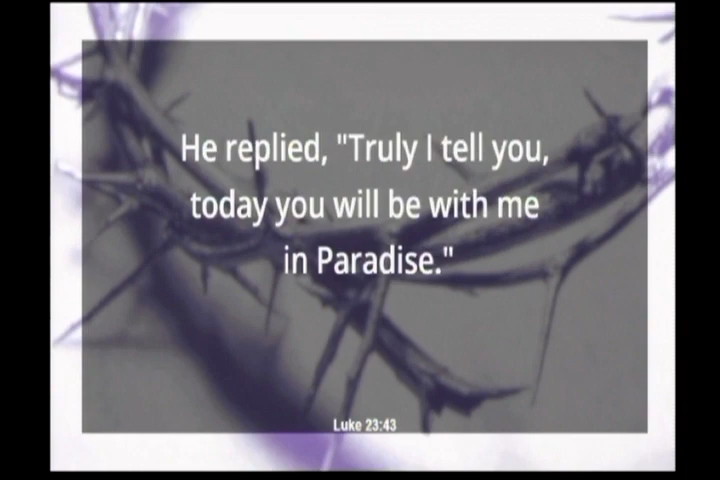 He replied, "Truly I tell you,
today you will be with me
in Paradise."
Luke 23:43